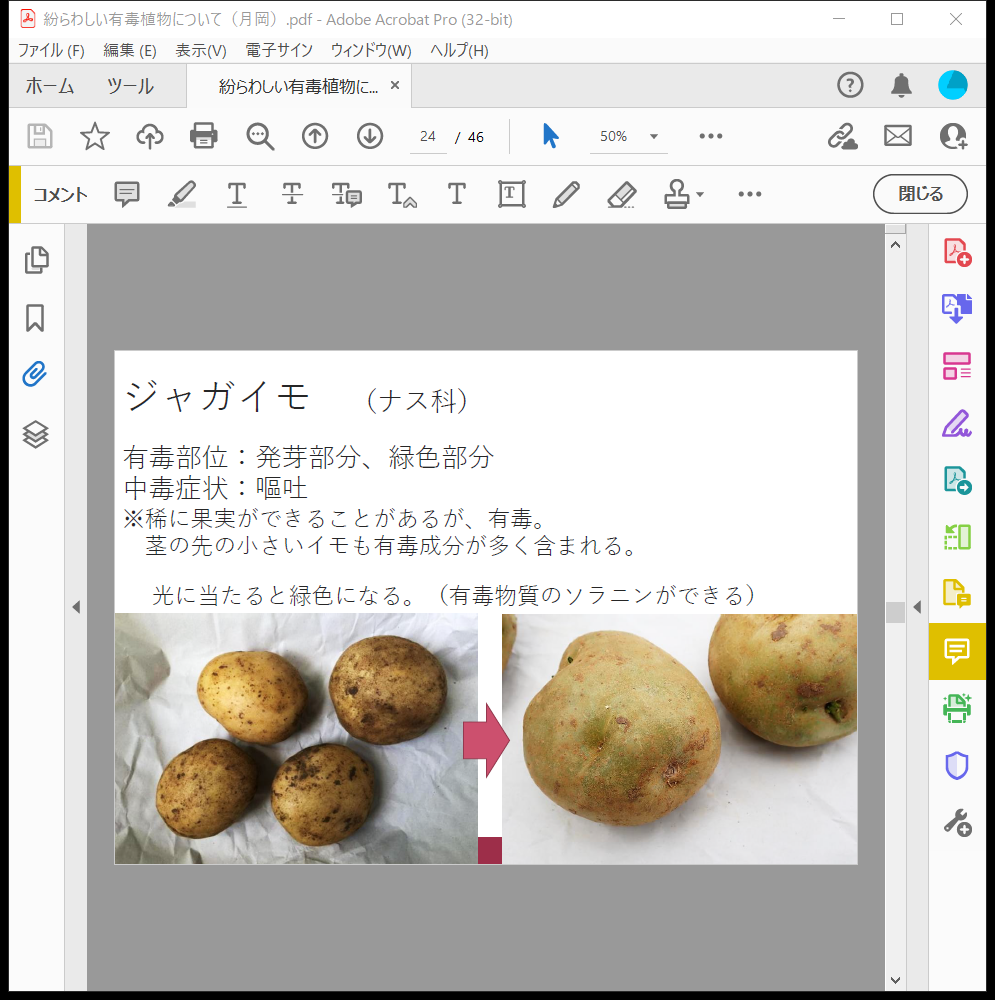 紛らわしい有毒植物について（月岡）.pdf - Adobe Acrobat Pro (32-bit)
ファイル (F) 編集 (E) 表示(V) 電子サイン ウィンドウ(W) ヘルプ(H)
ホーム ツール 紛らわしい有毒植物に... ×
24 / 46 50%
コメント 閉じる
ジャガイモ （ナス科）
有毒部位：発芽部分、緑色部分
中毒症状：嘔吐
※稀に果実ができることがあるが、有毒。
茎の先の小さいイモも有毒成分が多く含まれる。
光に当たると緑色になる。（有毒物質のソラニンができる）